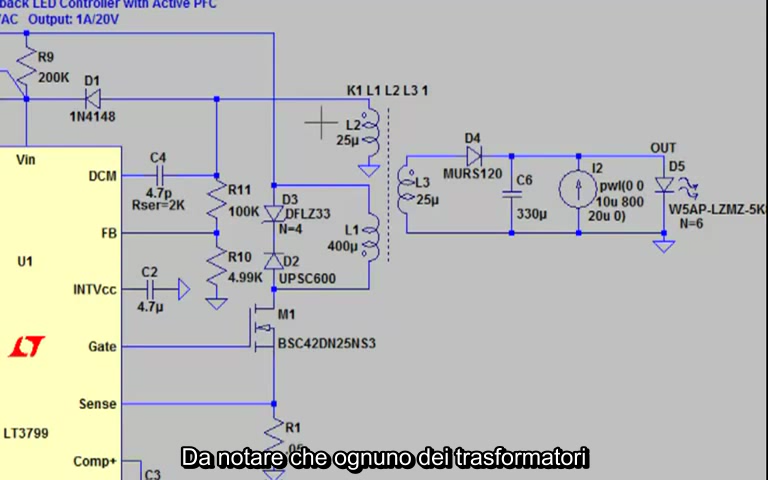 back LED Controller with Active PFC
VAC Output: 1A/20V
R9
200K
D1
1N4148
K1 L1 L2 L3 1
L2
25µ
Vin
DCM
C4
4.7p
Rser=2K
R11
100K
D3
DFLZ33
N=4
L1
400µ
L3
25µ
D4
MURS120
C6
330µ
I2
pwl(0 0
10u 800
20u 0)
OUT
D5
W5AP-LZMZ-5K
N=6
FB
U1
R10
4.99K
D2
UPSC600
INTVcc
C2
4.7µ
M1
BSC42DN25NS3
Gate
Sense
LT3799
R1
Comp+
C3
Da notare che ognuno dei trasformatori